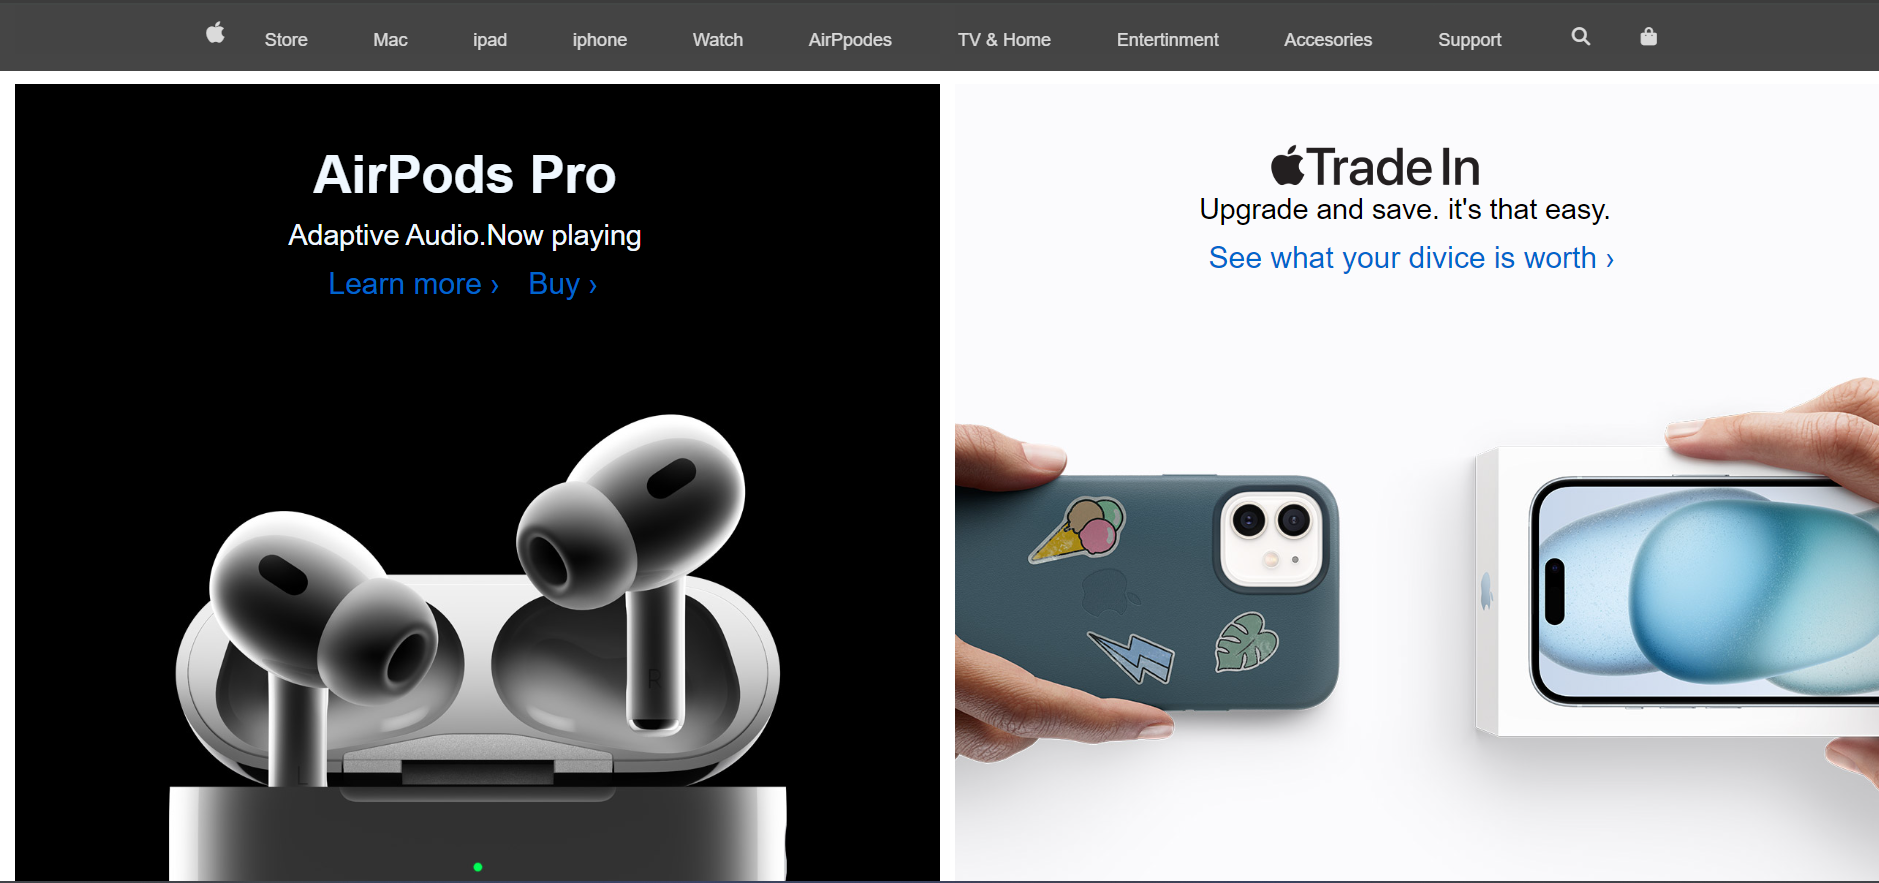 Store Mac ipad iphone Watch AirPpodes TV & Home Entertinment Accesories Support
AirPods Pro
Adaptive Audio.Now playing
Learn more › Buy ›
Trade In
Upgrade and save. it's that easy.
See what your divice is worth ›
R
L